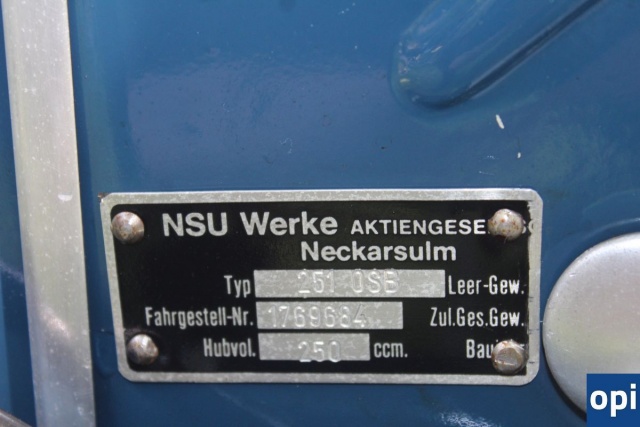 NSU Werke AKTIENGESE
Neckarsulm
Typ 251 OSB Leer-Gew.
Fahrgestell-Nr. 1769684 Zul.Ges.Gew.
Hubvol. 250 ccm. Bau
opi